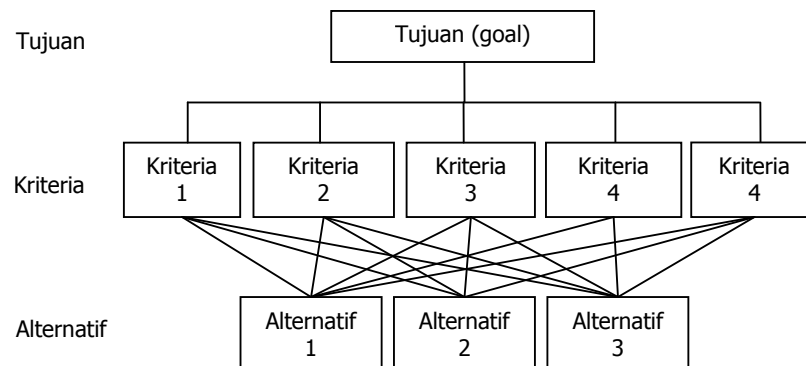 Tujuan
Tujuan (goal)
Kriteria
Kriteria
1
Kriteria
2
Kriteria
3
Kriteria
4
Kriteria
4
Alternatif
Alternatif
1
Alternatif
2
Alternatif
3